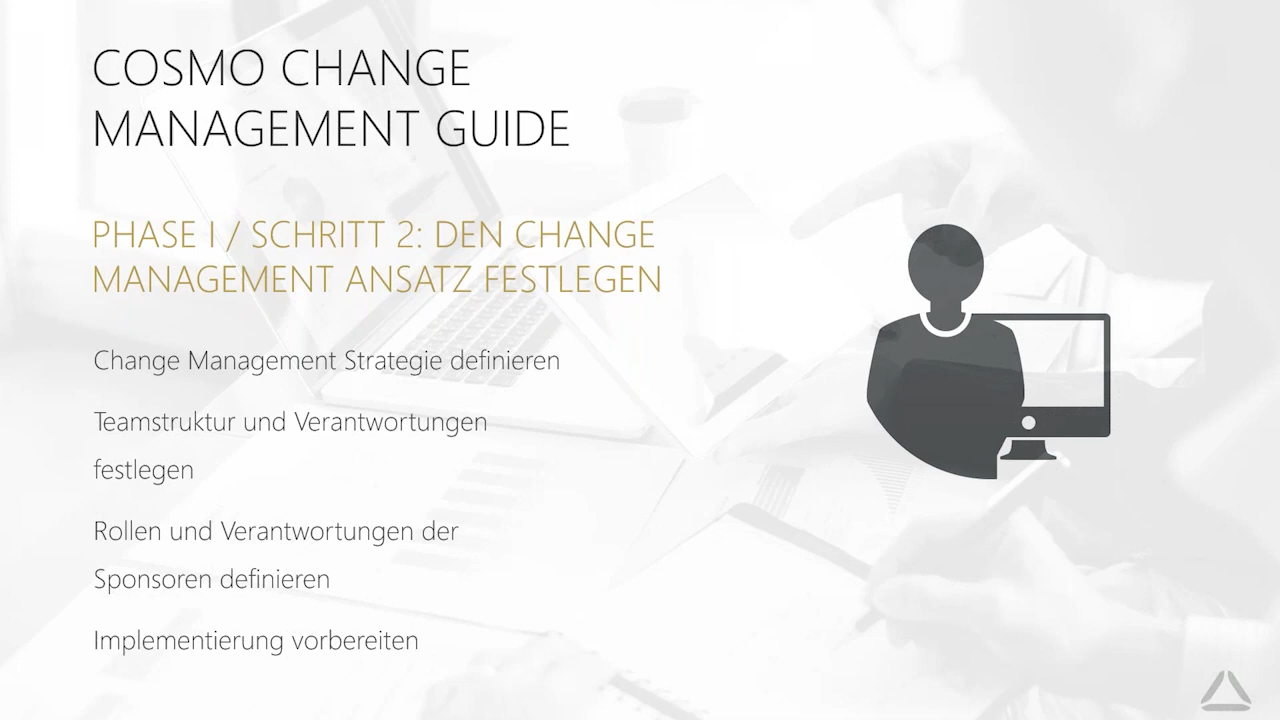 COSMO CHANGE
MANAGEMENT GUIDE
PHASE I / SCHRITT 2: DEN CHANGE
MANAGEMENT ANSATZ FESTLEGEN
Change Management Strategie definieren
Teamstruktur und Verantwortungen
festlegen
Rollen und Verantwortungen der
Sponsoren definieren
Implementierung vorbereiten